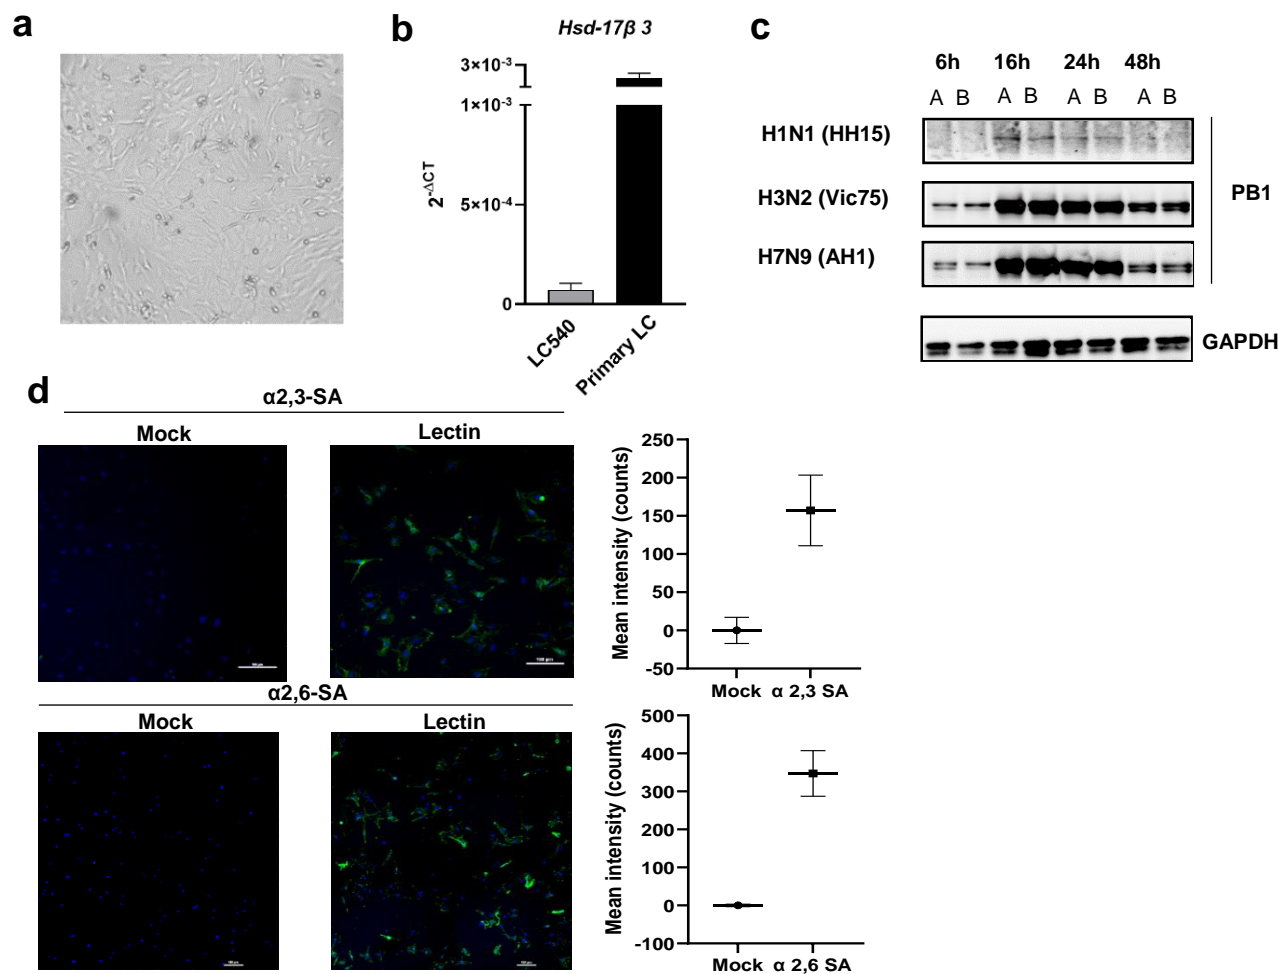 a
b
Hsd-17β 3
3×10⁻³
1×10⁻³
5×10⁻⁴
0
2⁻ΔCT
LC540
Primary LC
c
6h 16h 24h 48h
A B A B A B A B
H1N1 (HH15)
H3N2 (Vic75)
H7N9 (AH1)
PB1
GAPDH
d
α2,3-SA
Mock Lectin
100 µm
Mean intensity (counts)
250
200
150
100
50
0
-50
Mock α 2,3 SA
α2,6-SA
Mock Lectin
Mean intensity (counts)
500
400
300
200
100
0
-100
Mock α 2,6 SA